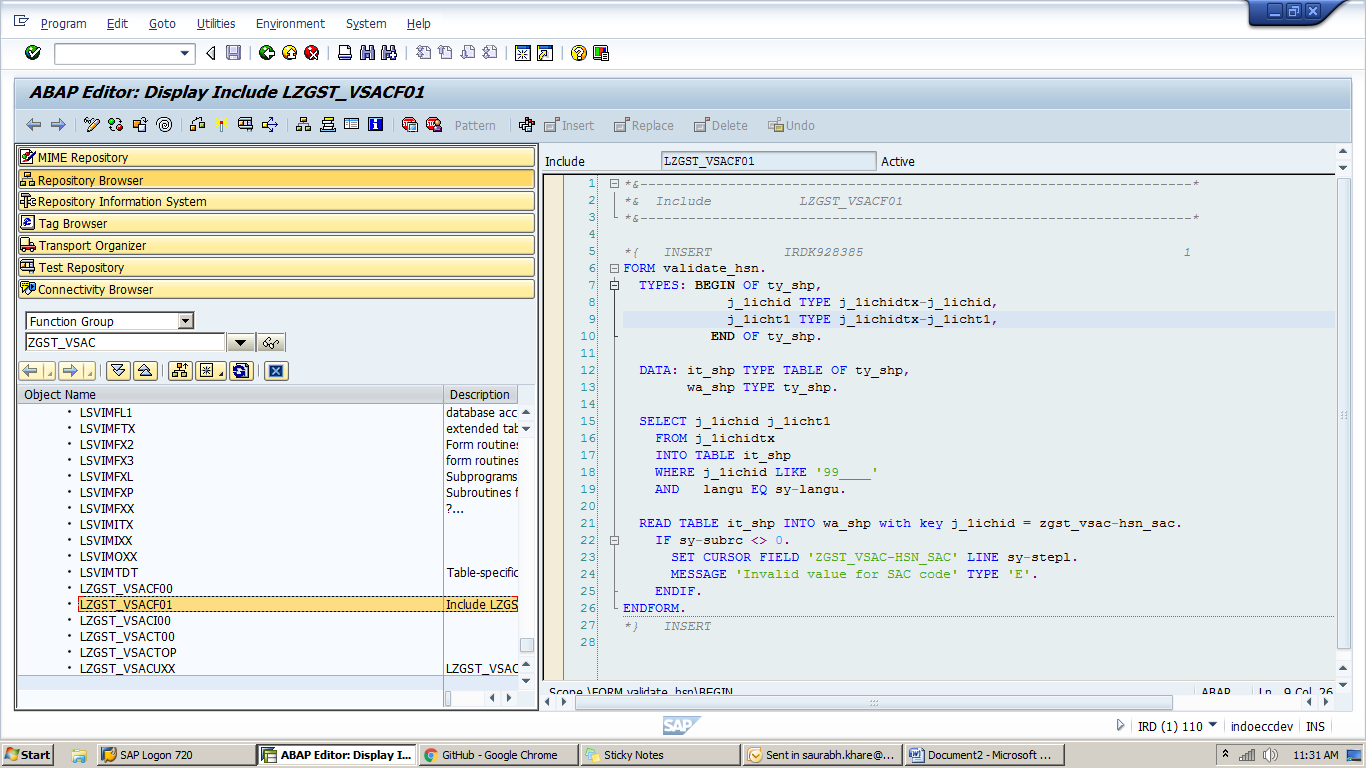 Program Edit Goto Utilities Environment System Help
ABAP Editor: Display Include LZGST_VSACF01
Pattern Insert Replace Delete Undo
MIME Repository
Repository Browser
Repository Information System
Tag Browser
Transport Organizer
Test Repository
Connectivity Browser
Function Group
ZGST_VSAC
Object Name Description
LSVIMFL1 database acc
LSVIMFTX extended tab
LSVIMFX2 Form routines
LSVIMFX3 form routines
LSVIMFXL Subprograms
LSVIMFXP Subroutines f
LSVIMFXX ?...
LSVIMITX
LSVIMIXX
LSVIMOXX
LSVIMTDT Table-specific
LZGST_VSACF00
LZGST_VSACF01 Include LZGS
LZGST_VSACI00
LZGST_VSACT00
LZGST_VSACTOP
LZGST_VSACUXX LZGST_VSAC
Include LZGST_VSACF01 Active
1 *&---------------------------------------------------------------------*
2 *&  Include           LZGST_VSACF01
3 *&---------------------------------------------------------------------*
4
5 *{   INSERT         IRDK928385                                        1
6 FORM validate_hsn.
7   TYPES: BEGIN OF ty_shp,
8              j_1ichid TYPE j_1ichidtx-j_1ichid,
9              j_1icht1 TYPE j_1ichidtx-j_1icht1,
10            END OF ty_shp.
11
12   DATA: it_shp TYPE TABLE OF ty_shp,
13         wa_shp TYPE ty_shp.
14
15   SELECT j_1ichid j_1icht1
16     FROM j_1ichidtx
17     INTO TABLE it_shp
18     WHERE j_1ichid LIKE '99____'
19     AND   langu EQ sy-langu.
20
21   READ TABLE it_shp INTO wa_shp with key j_1ichid = zgst_vsac-hsn_sac.
22     IF sy-subrc <> 0.
23       SET CURSOR FIELD 'ZGST_VSAC-HSN_SAC' LINE sy-stepl.
24       MESSAGE 'Invalid value for SAC code' TYPE 'E'.
25     ENDIF.
26 ENDFORM.
27 *}   INSERT
28
Scope \FORM validate_hsn\BEGIN ABAP Ln 9 Col 26
SAP
IRD (1) 110 indoeccdev INS
Start SAP Logon 720 ABAP Editor: Display I... GitHub - Google Chrome Sticky Notes Sent in saurabh.khare@... Document2 - Microsoft ... 11:31 AM